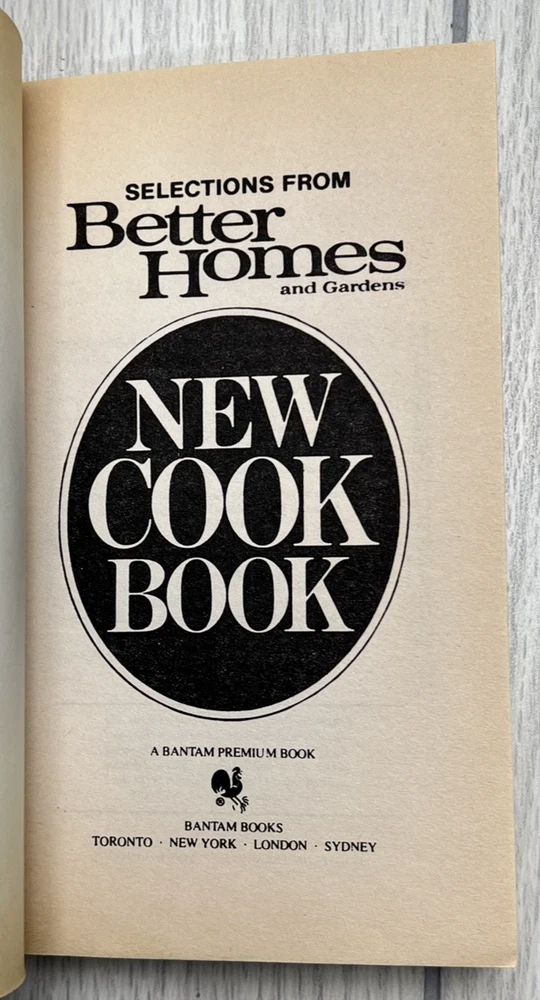 SELECTIONS FROM
Better
Homes
and Gardens
NEW
COOK
BOOK
A BANTAM PREMIUM BOOK
BANTAM BOOKS
TORONTO · NEW YORK · LONDON · SYDNEY